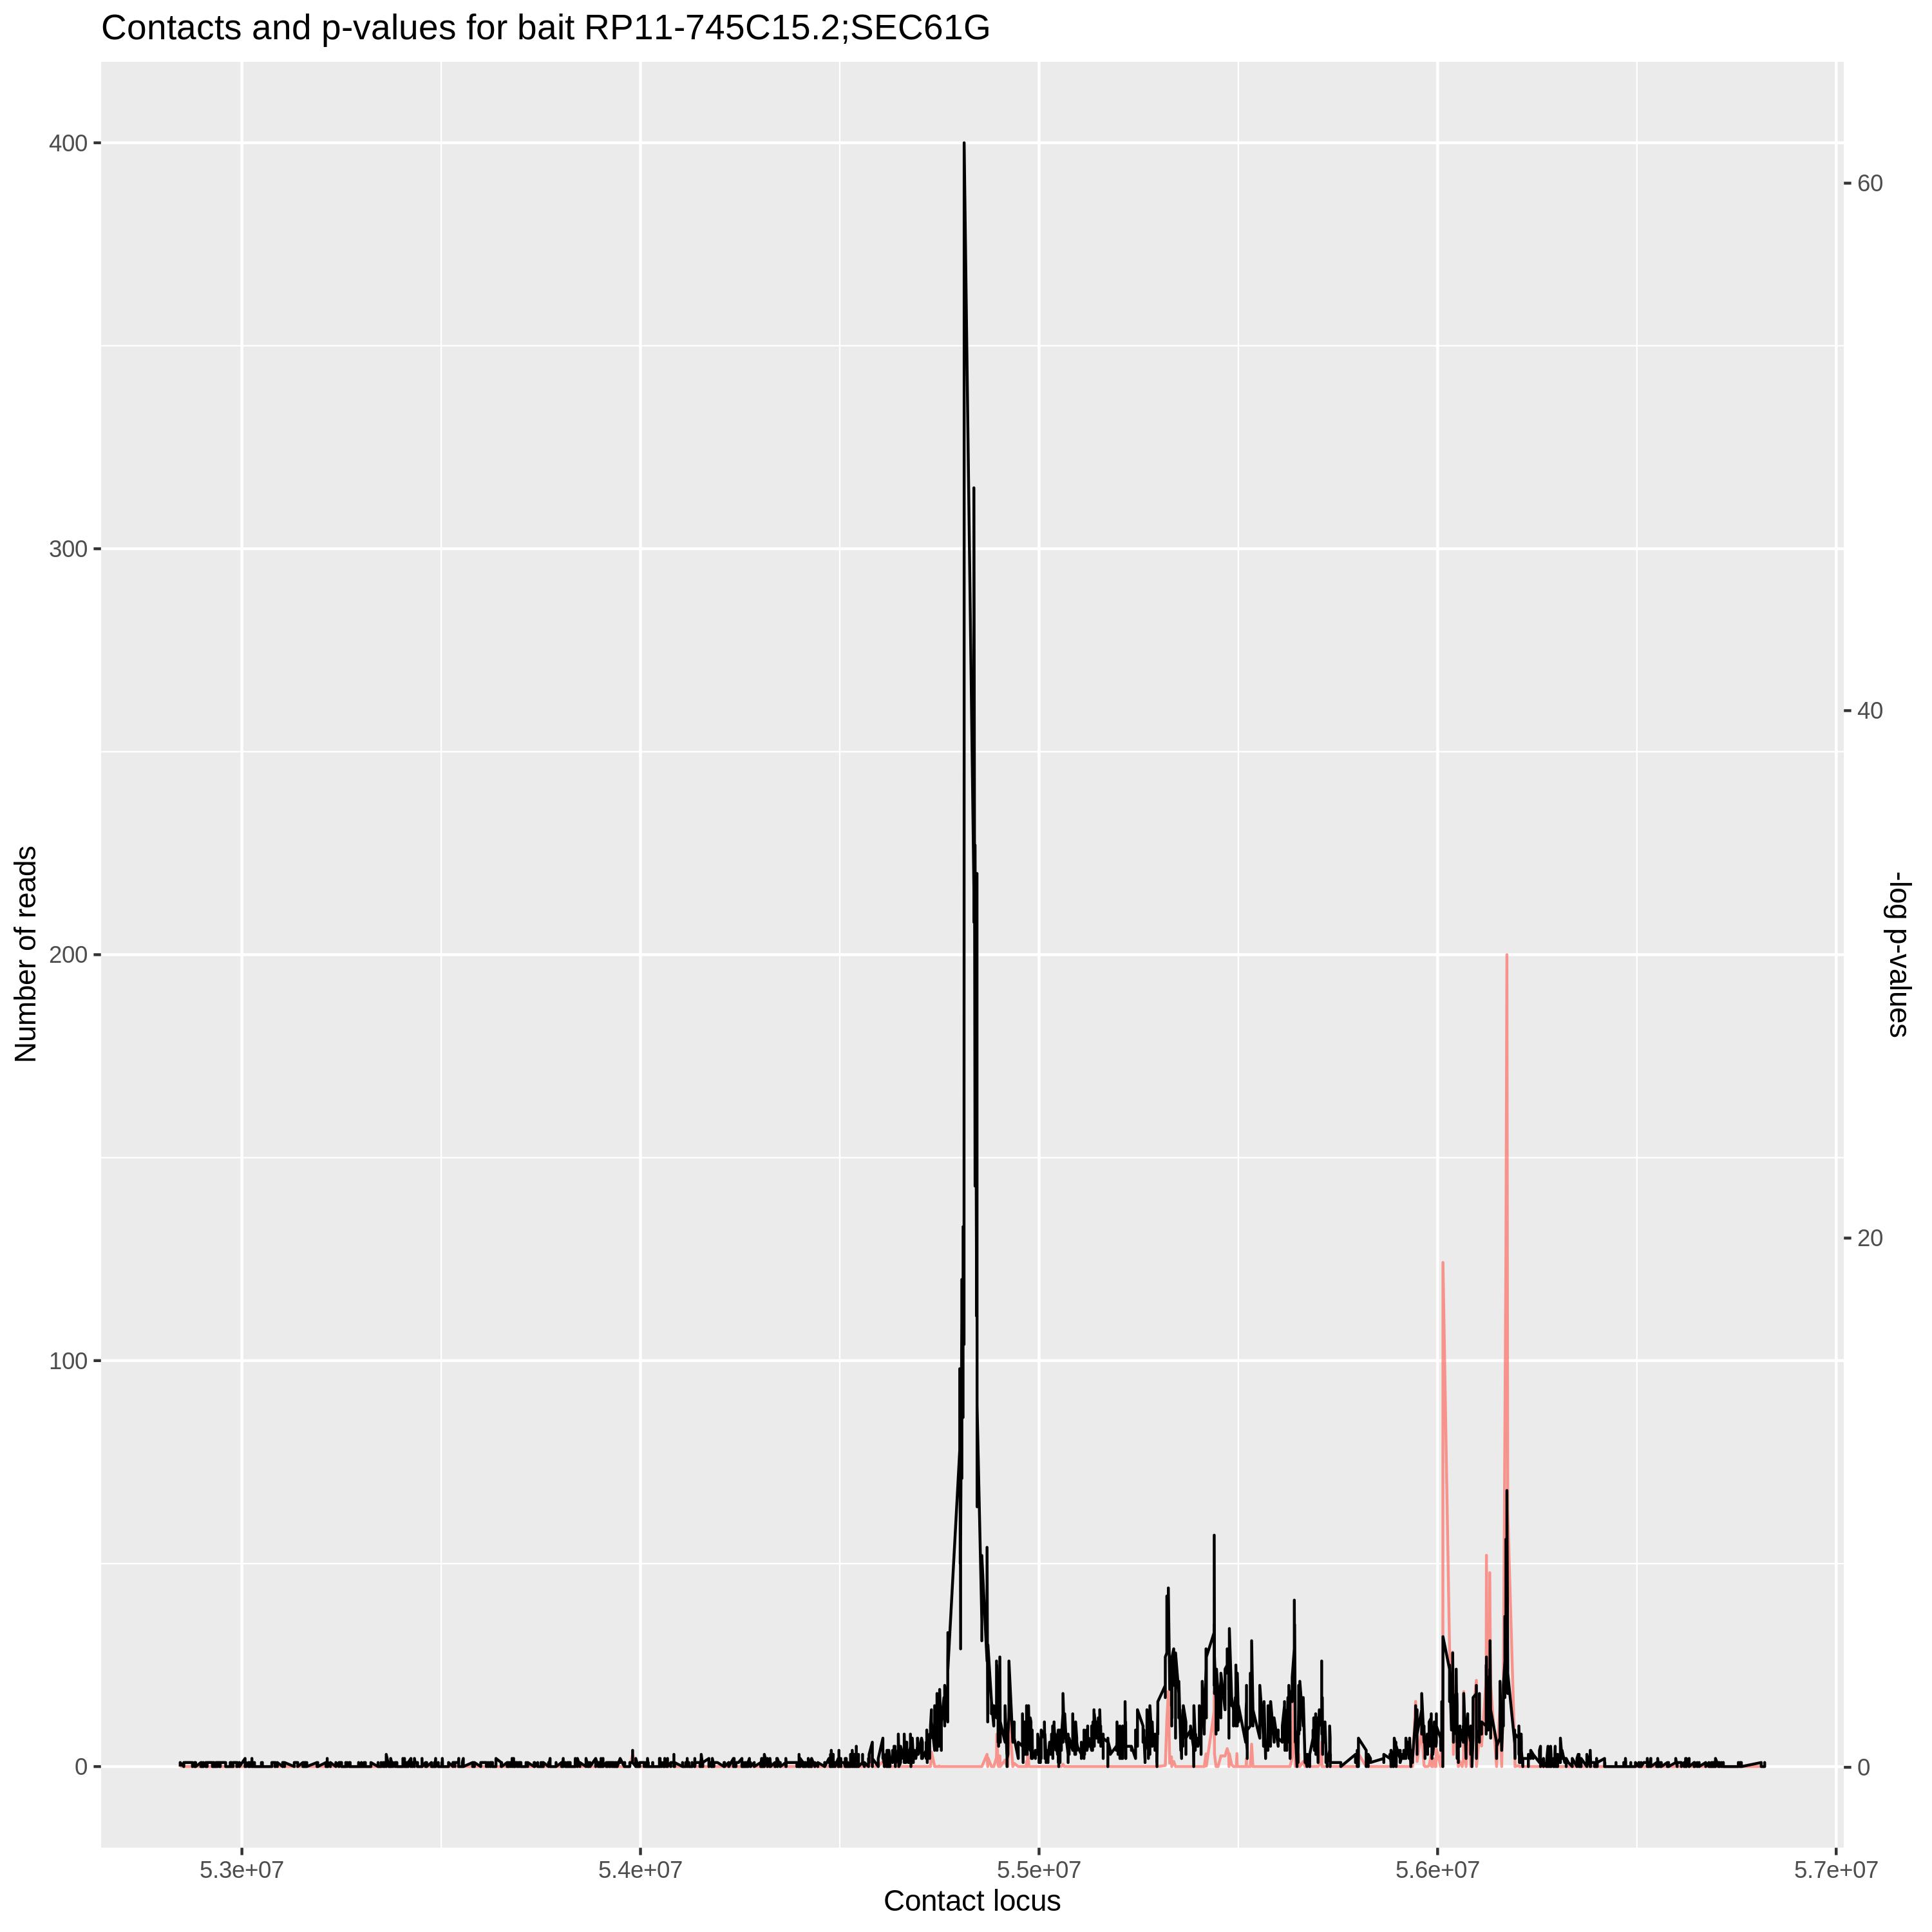 Contacts and p-values for bait RP11-745C15.2;SEC61G
400
300
200
100
0
Number of reads
60
40
20
0
-log p-values
5.3e+07 5.4e+07 5.5e+07 5.6e+07 5.7e+07
Contact locus